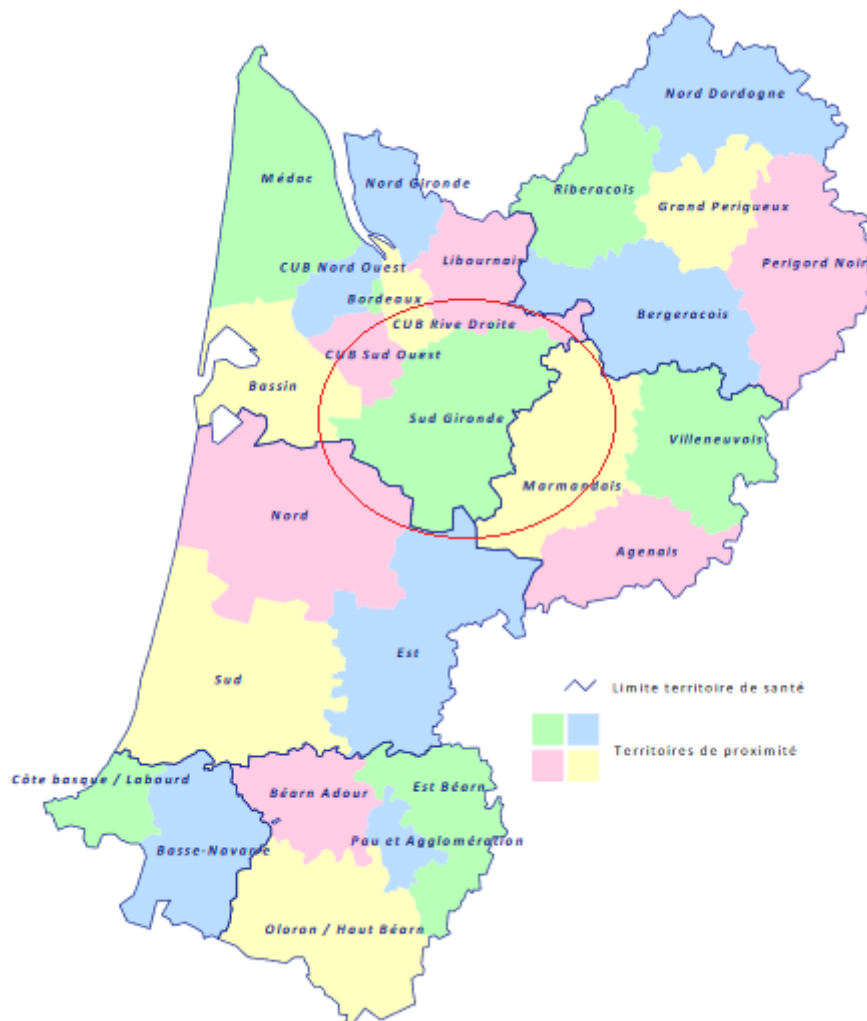 Nord Dordogne
Médoc
Nord Gironde
Riberacois
Grand Perigueux
Libournais
Perigord Noir
CUB Nord Ouest
Bordeaux
Bergeracois
CUB Rive Droite
CUB Sud Ouest
Bassin
Sud Gironde
Villeneuvois
Marmandais
Nord
Agenais
Est
Sud
Limite territoire de santé
Territoires de proximité
Côte basque / Labourd
Béarn Adour
Est Béarn
Pau et Agglomération
Basse-Navarre
Oloron / Haut Béarn